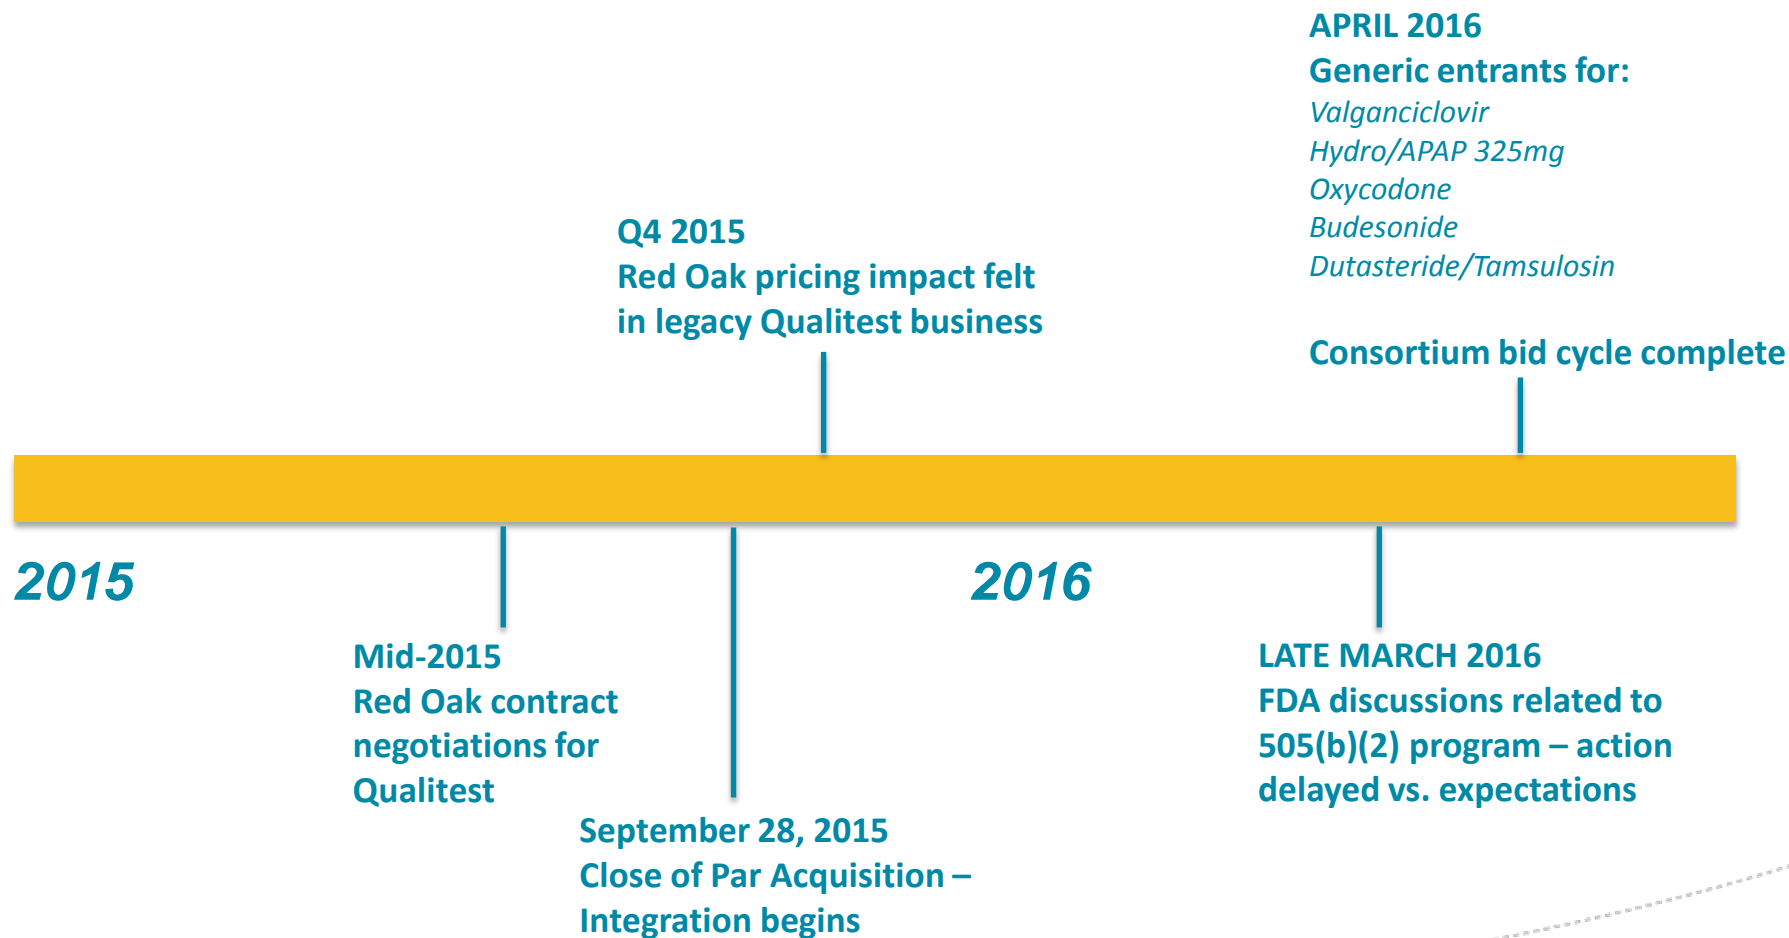 APRIL 2016
Generic entrants for:
Valganciclovir
Hydro/APAP 325mg
Oxycodone
Budesonide
Dutasteride/Tamsulosin
Consortium bid cycle complete
Q4 2015
Red Oak pricing impact felt
in legacy Qualitest business
2015
2016
Mid-2015
Red Oak contract
negotiations for
Qualitest
September 28, 2015
Close of Par Acquisition –
Integration begins
LATE MARCH 2016
FDA discussions related to
505(b)(2) program – action
delayed vs. expectations